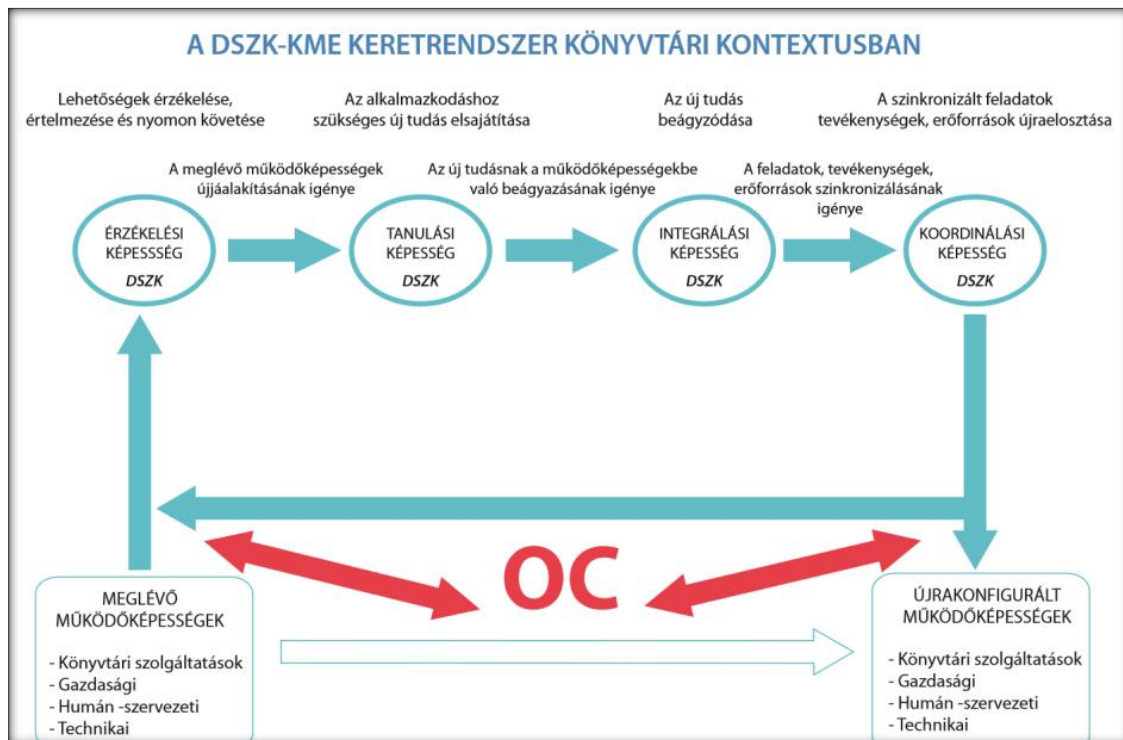 A DSZK-KME KERETRENDSZER KÖNYVTÁRI KONTEXTUSBAN
Lehetőségek érzékelése,
értelmezése és nyomon követése
Az alkalmazkodáshoz
szükséges új tudás elsajátítása
Az új tudás
beágyzódása
A szinkronizált feladatok
tevékenységek, erőforrások újraelosztása
A meglévő működőképességek
újjáalakításának igénye
Az új tudásnak a működőképességekbe
való beágyazásának igénye
A feladatok, tevékenységek,
erőforrások szinkronizálásának
igénye
ÉRZÉKELÉSI
KÉPESSSÉG
DSZK
TANULÁSI
KÉPESSÉG
DSZK
INTEGRÁLÁSI
KÉPESSÉG
DSZK
KOORDINÁLÁSI
KÉPESSÉG
DSZK
OC
MEGLÉVŐ
MŰKÖDŐKÉPESSÉGEK
- Könyvtári szolgáltatások
- Gazdasági
- Humán -szervezeti
- Technikai
ÚJRAKONFIGURÁLT
MŰKÖDŐKÉPESSÉGEK
- Könyvtári szolgáltatások
- Gazdasági
- Humán -szervezeti
- Technikai